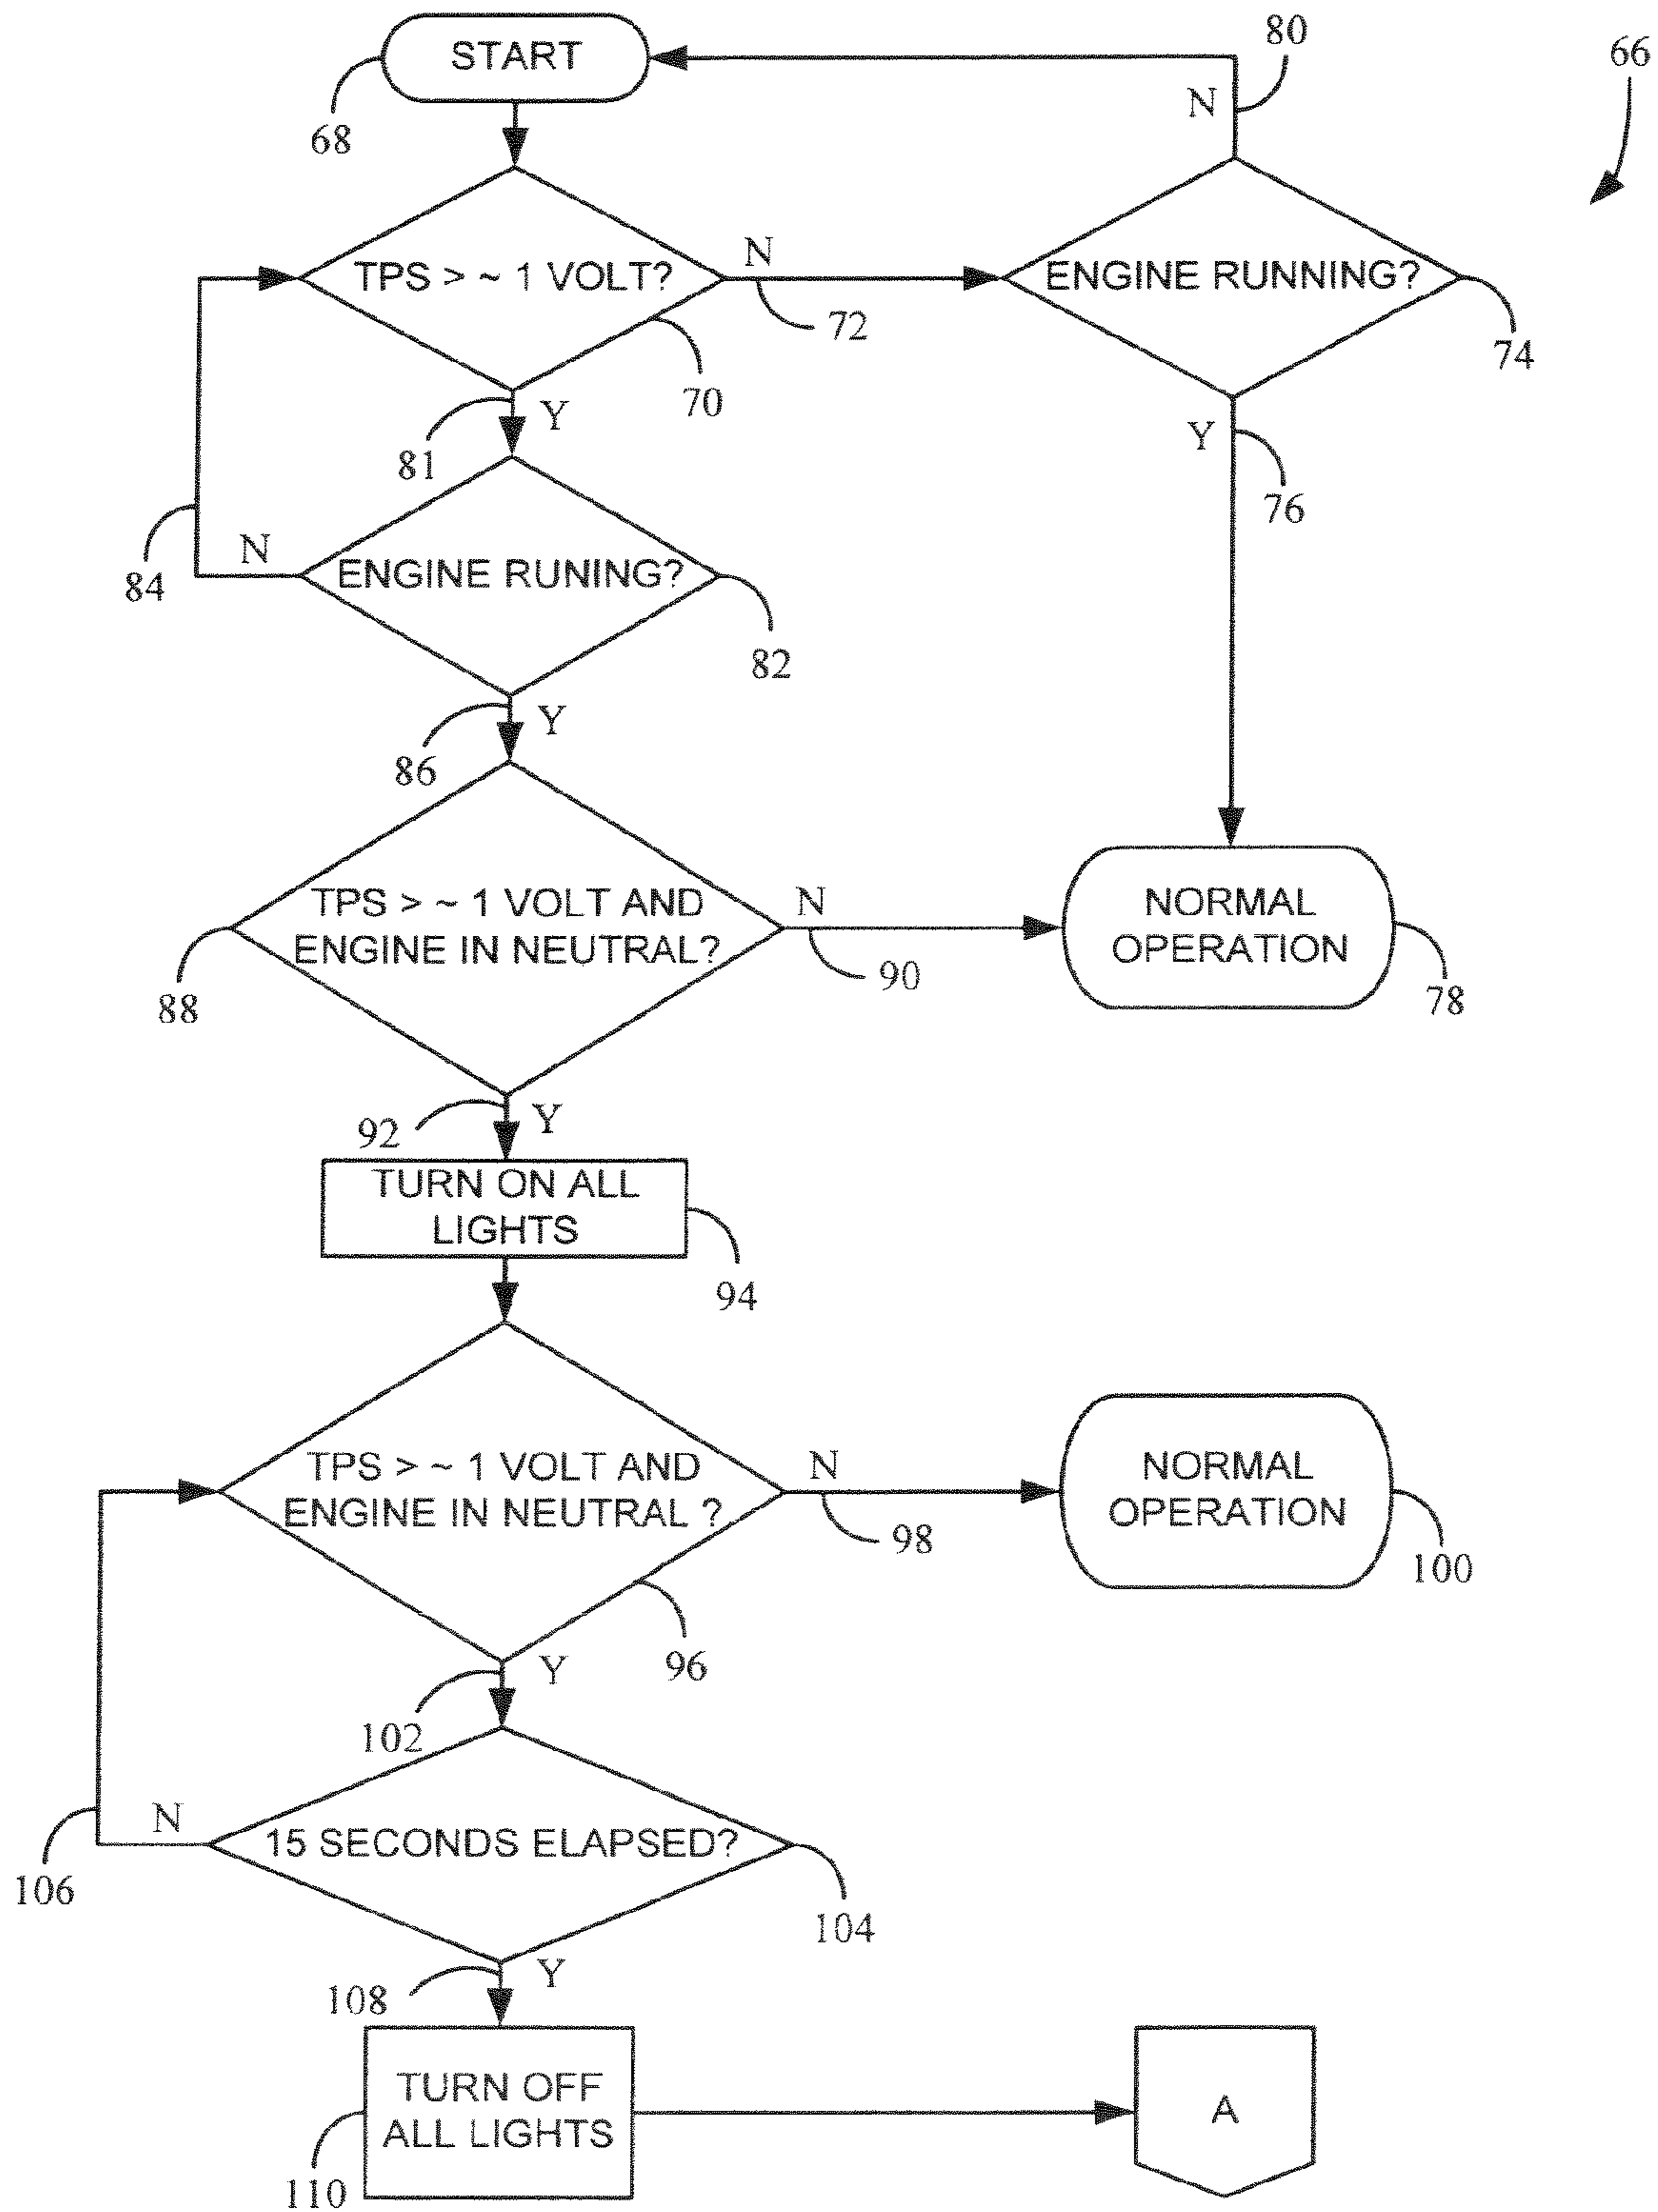 START
80
66
68
N
TPS > ~ 1 VOLT?
N
72
ENGINE RUNNING?
74
70
81
Y
Y
76
84
N
ENGINE RUNING?
82
86
Y
TPS > ~ 1 VOLT AND
ENGINE IN NEUTRAL?
88
N
90
NORMAL
OPERATION
78
92
Y
TURN ON ALL
LIGHTS
94
TPS > ~ 1 VOLT AND
ENGINE IN NEUTRAL ?
N
98
NORMAL
OPERATION
100
96
102
Y
106
N
15 SECONDS ELAPSED?
104
108
Y
TURN OFF
ALL LIGHTS
110
A